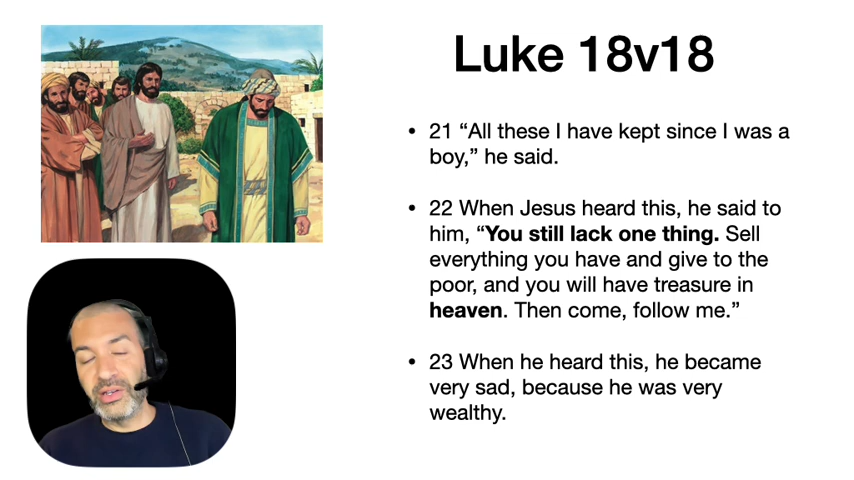 Luke 18v18
• 21 “All these I have kept since I was a
boy,” he said.
• 22 When Jesus heard this, he said to
him, “You still lack one thing. Sell
everything you have and give to the
poor, and you will have treasure in
heaven. Then come, follow me.”
• 23 When he heard this, he became
very sad, because he was very
wealthy.